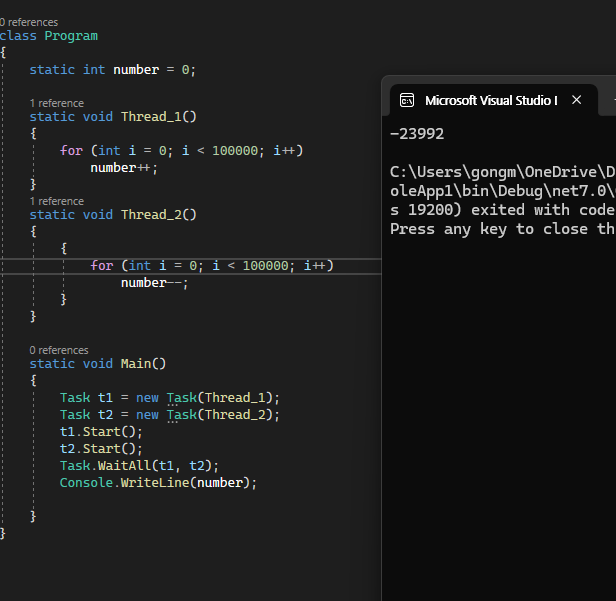 0 references
class Program
{
static int number = 0;
1 reference
static void Thread_1()
{
for (int i = 0; i < 100000; i++)
number++;
}
1 reference
static void Thread_2()
{
{
for (int i = 0; i < 100000; i++)
number--;
}
}
0 references
static void Main()
{
Task t1 = new Task(Thread_1);
Task t2 = new Task(Thread_2);
t1.Start();
t2.Start();
Task.WaitAll(t1, t2);
Console.WriteLine(number);
}
}
Microsoft Visual Studio
-23992
C:\Users\gongm\OneDrive\D
oleApp1\bin\Debug\net7.0\
s 19200) exited with code
Press any key to close th